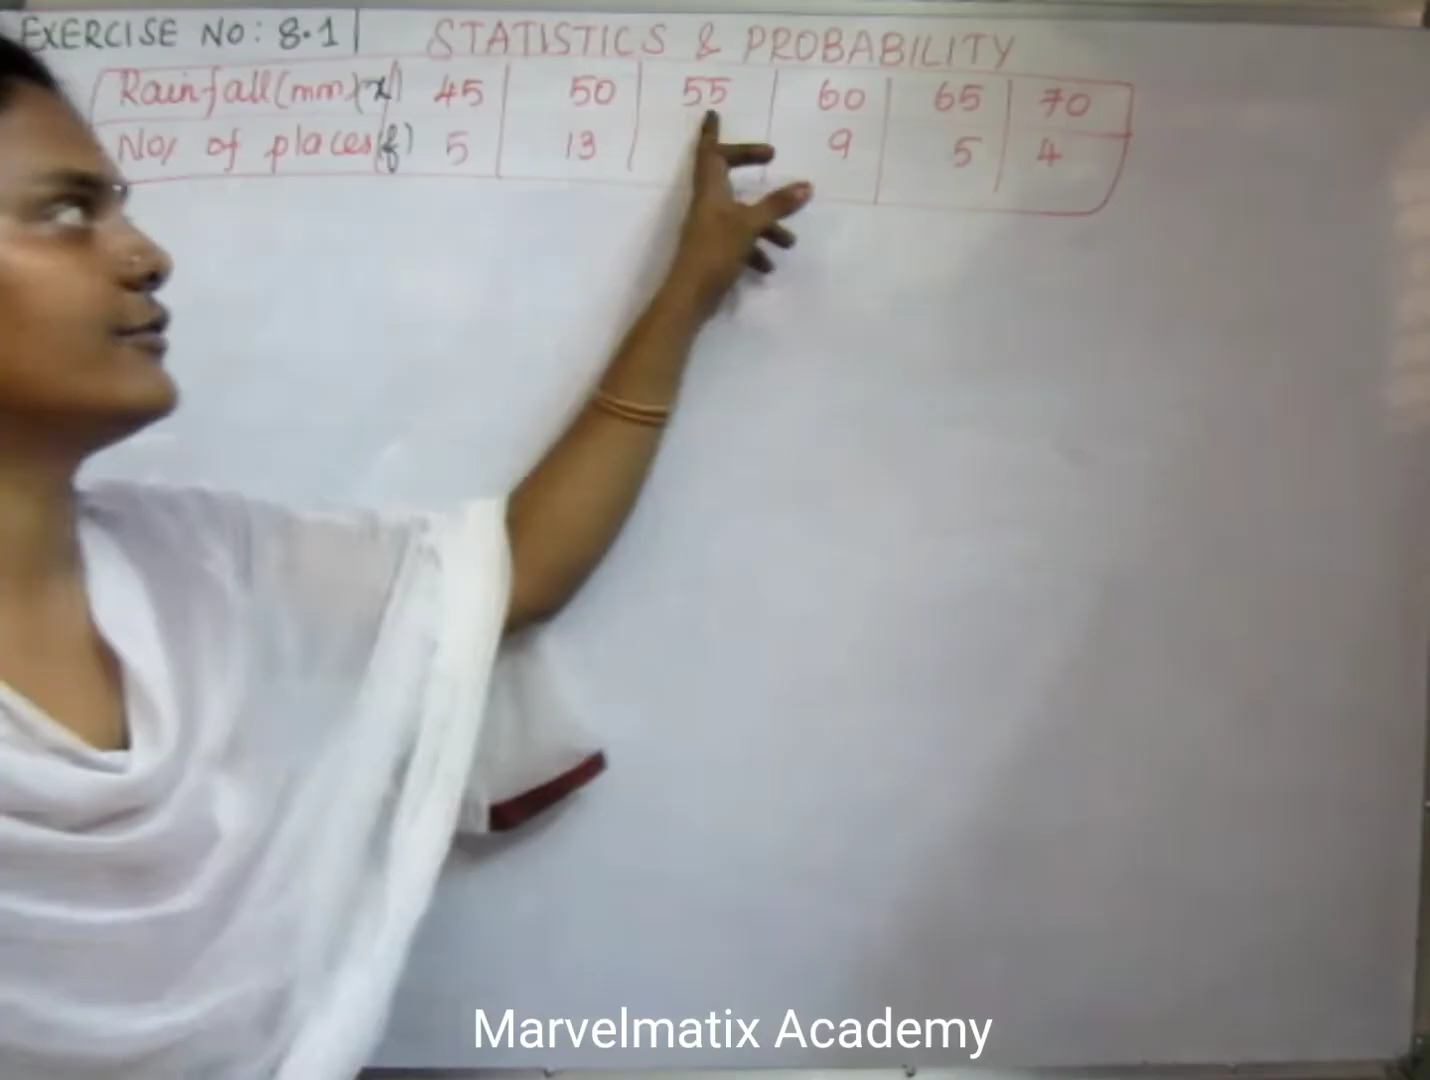 EXERCISE NO: 8.1 STATISTICS & PROBABILITY
Rainfall (mm) (x) 45 50 55 60 65 70
No/ of places (f) 5 13 9 5 4
Marvelmatix Academy